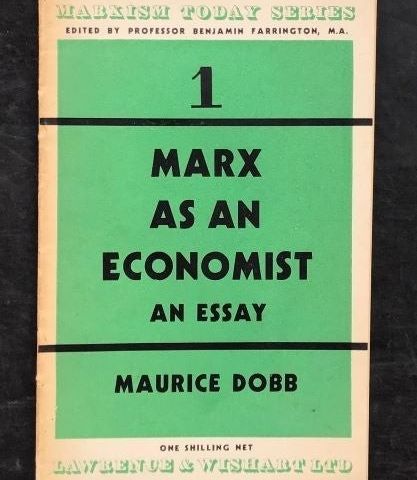 MARXISM TODAY SERIES
EDITED BY PROFESSOR BENJAMIN FARRINGTON, M.A.
1
MARX
AS AN
ECONOMIST
AN ESSAY
MAURICE DOBB
ONE SHILLING NET
LAWRENCE & WISHART LTD